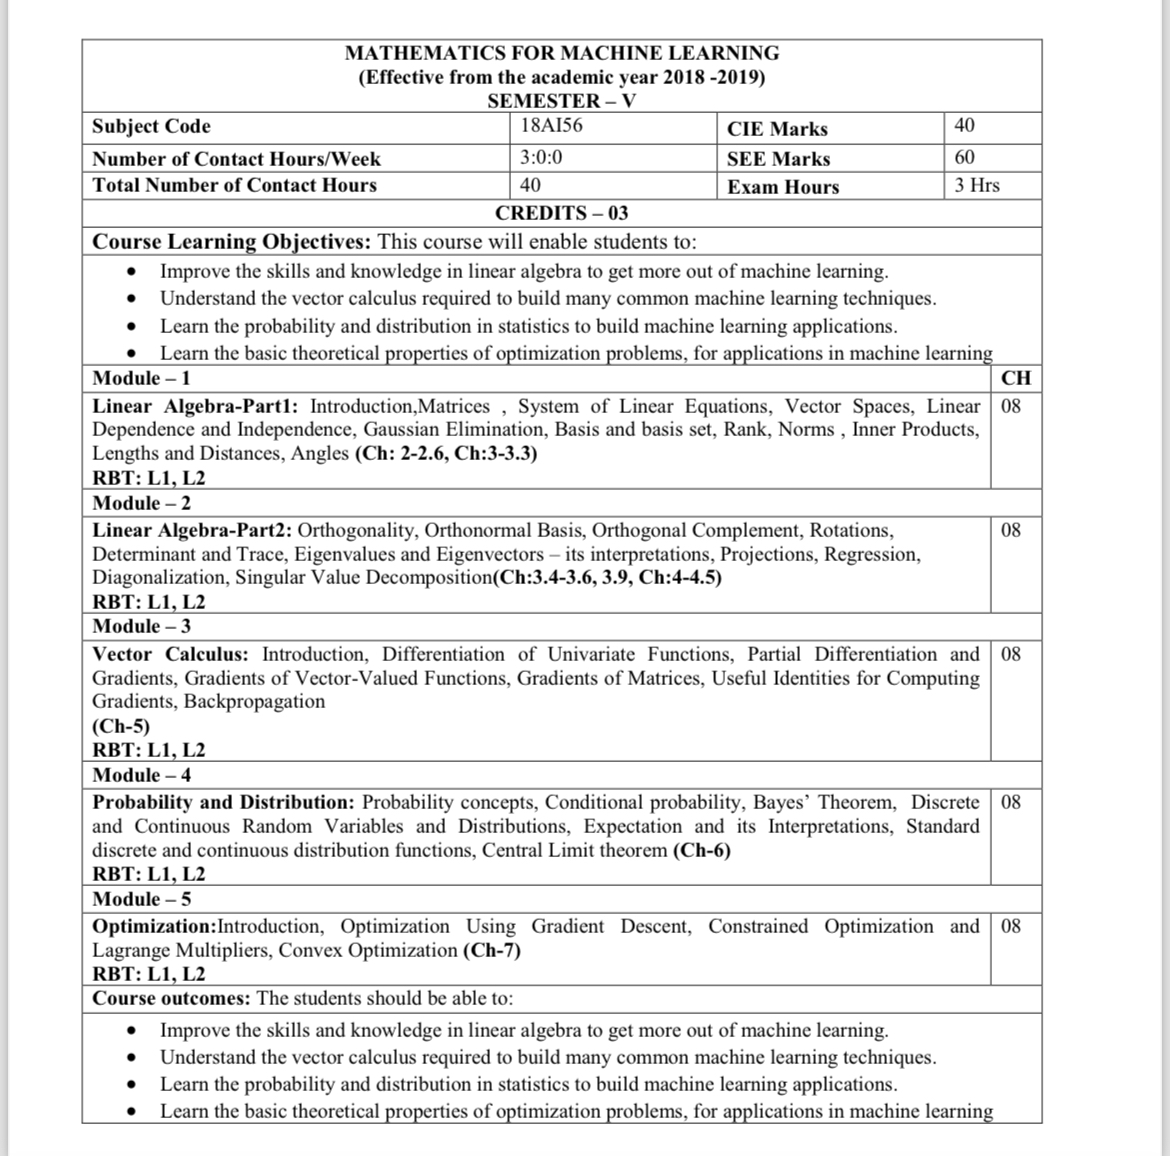 MATHEMATICS FOR MACHINE LEARNING
(Effective from the academic year 2018 -2019)
SEMESTER – V
Subject Code 18AI56 CIE Marks 40
Number of Contact Hours/Week 3:0:0 SEE Marks 60
Total Number of Contact Hours 40 Exam Hours 3 Hrs
CREDITS – 03
Course Learning Objectives: This course will enable students to:
• Improve the skills and knowledge in linear algebra to get more out of machine learning.
• Understand the vector calculus required to build many common machine learning techniques.
• Learn the probability and distribution in statistics to build machine learning applications.
• Learn the basic theoretical properties of optimization problems, for applications in machine learning
Module – 1 CH
Linear Algebra-Part1: Introduction,Matrices , System of Linear Equations, Vector Spaces, Linear 08
Dependence and Independence, Gaussian Elimination, Basis and basis set, Rank, Norms , Inner Products,
Lengths and Distances, Angles (Ch: 2-2.6, Ch:3-3.3)
RBT: L1, L2
Module – 2
Linear Algebra-Part2: Orthogonality, Orthonormal Basis, Orthogonal Complement, Rotations, 08
Determinant and Trace, Eigenvalues and Eigenvectors – its interpretations, Projections, Regression,
Diagonalization, Singular Value Decomposition(Ch:3.4-3.6, 3.9, Ch:4-4.5)
RBT: L1, L2
Module – 3
Vector Calculus: Introduction, Differentiation of Univariate Functions, Partial Differentiation and 08
Gradients, Gradients of Vector-Valued Functions, Gradients of Matrices, Useful Identities for Computing
Gradients, Backpropagation
(Ch-5)
RBT: L1, L2
Module – 4
Probability and Distribution: Probability concepts, Conditional probability, Bayes’ Theorem, Discrete 08
and Continuous Random Variables and Distributions, Expectation and its Interpretations, Standard
discrete and continuous distribution functions, Central Limit theorem (Ch-6)
RBT: L1, L2
Module – 5
Optimization:Introduction, Optimization Using Gradient Descent, Constrained Optimization and 08
Lagrange Multipliers, Convex Optimization (Ch-7)
RBT: L1, L2
Course outcomes: The students should be able to:
• Improve the skills and knowledge in linear algebra to get more out of machine learning.
• Understand the vector calculus required to build many common machine learning techniques.
• Learn the probability and distribution in statistics to build machine learning applications.
• Learn the basic theoretical properties of optimization problems, for applications in machine learning